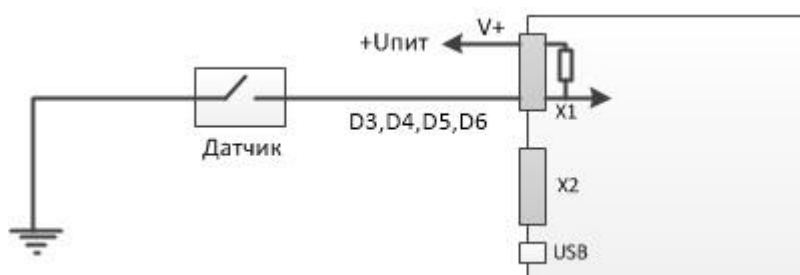 +Uпит
V+
D3,D4,D5,D6
X1
Датчик
X2
USB